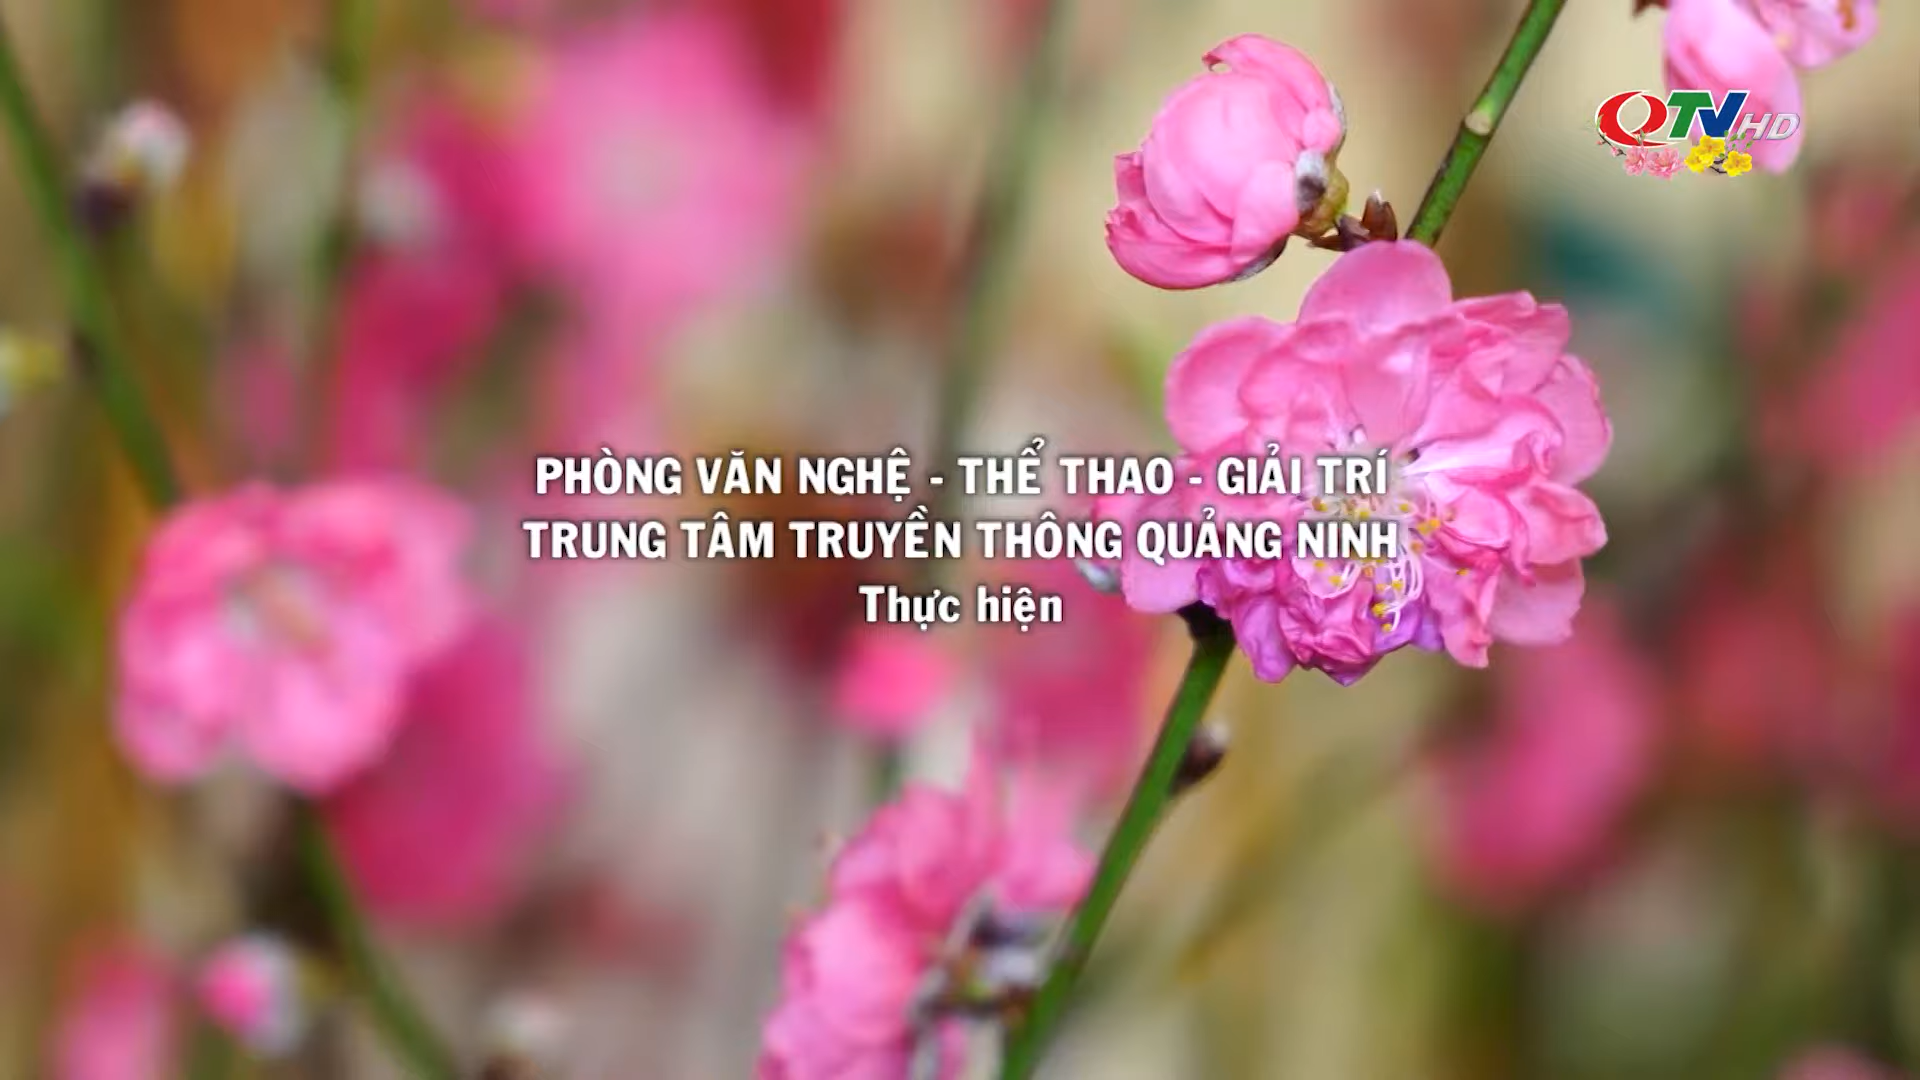 QTV HD
PHÒNG VĂN NGHỆ - THỂ THAO - GIẢI TRÍ
TRUNG TÂM TRUYỀN THÔNG QUẢNG NINH
Thực hiện